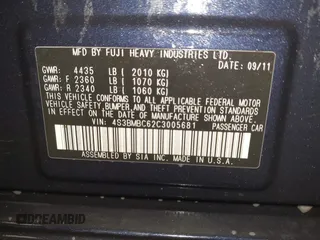 MFD BY FUJI HEAVY INDUSTRIES LTD.
DATE: 09/11
GVWR: 4435 LB ( 2010 KG)
GAWR: F 2360 LB ( 1070 KG)
GAWR: R 2340 LB ( 1060 KG)
THIS VEHICLE CONFORMS TO ALL APPLICABLE FEDERAL MOTOR
VEHICLE SAFETY, BUMPER, AND THEFT PREVENTION STANDARDS
IN EFFECT ON THE DATE OF MANUFACTURE SHOWN ABOVE.
VIN: 4S3BMBC62C3005681
PASSENGER CAR
ASSEMBLED BY SIA INC. MADE IN U.S.A.
DREAMBID